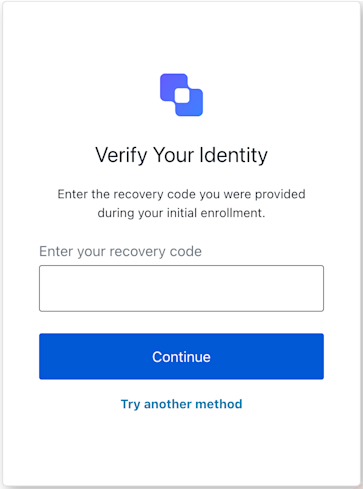 Verify Your Identity
Enter the recovery code you were provided
during your initial enrollment.
Enter your recovery code
Continue
Try another method